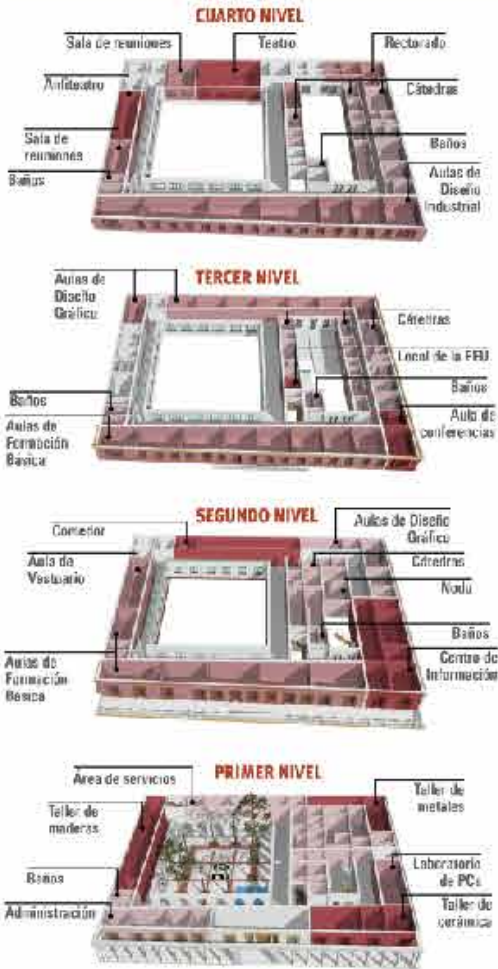 CUARTO NIVEL
Sala de reuniones
Teatro
Rectorado
Anfiteatro
Cátedras
Sala de
reuniones
Baños
Baños
Aulas de
Diseño
Industrial
TERCER NIVEL
Aulas de
Diseño
Gráfico
Cátedras
Local de la FEU
Baños
Baños
Aulas de
Formación
Basica
Aula de
conferencias
SEGUNDO NIVEL
Comedor
Aulas de Diseño
Gráfico
Aula de
Vestuario
Cátedras
Nodo
Baños
Aulas de
Formación
Basica
Centro de
Información
PRIMER NIVEL
Área de servicios
Taller de
metales
Taller de
maderas
Baños
Laboratorio
de PCs
Administración
Taller de
cerámica